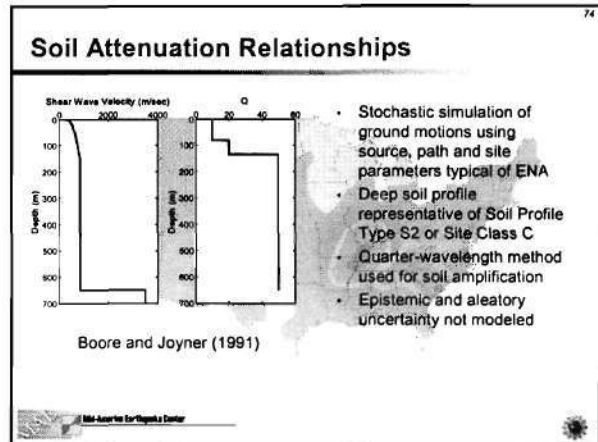 74
Soil Attenuation Relationships
Shear Wave Velocity (m/sec)
0 2000 4000
0
100
200
300
400
500
600
700
Depth (m)
Q
0 20 40 60
0
100
200
300
400
500
600
700
Depth (m)
Boore and Joyner (1991)
· Stochastic simulation of
ground motions using
source, path and site
parameters typical of ENA
· Deep soil profile
representative of Soil Profile
Type S2 or Site Class C
· Quarter-wavelength method
used for soil amplification
· Epistemic and aleatory
uncertainty not modeled
Mid-America Earthquake Center